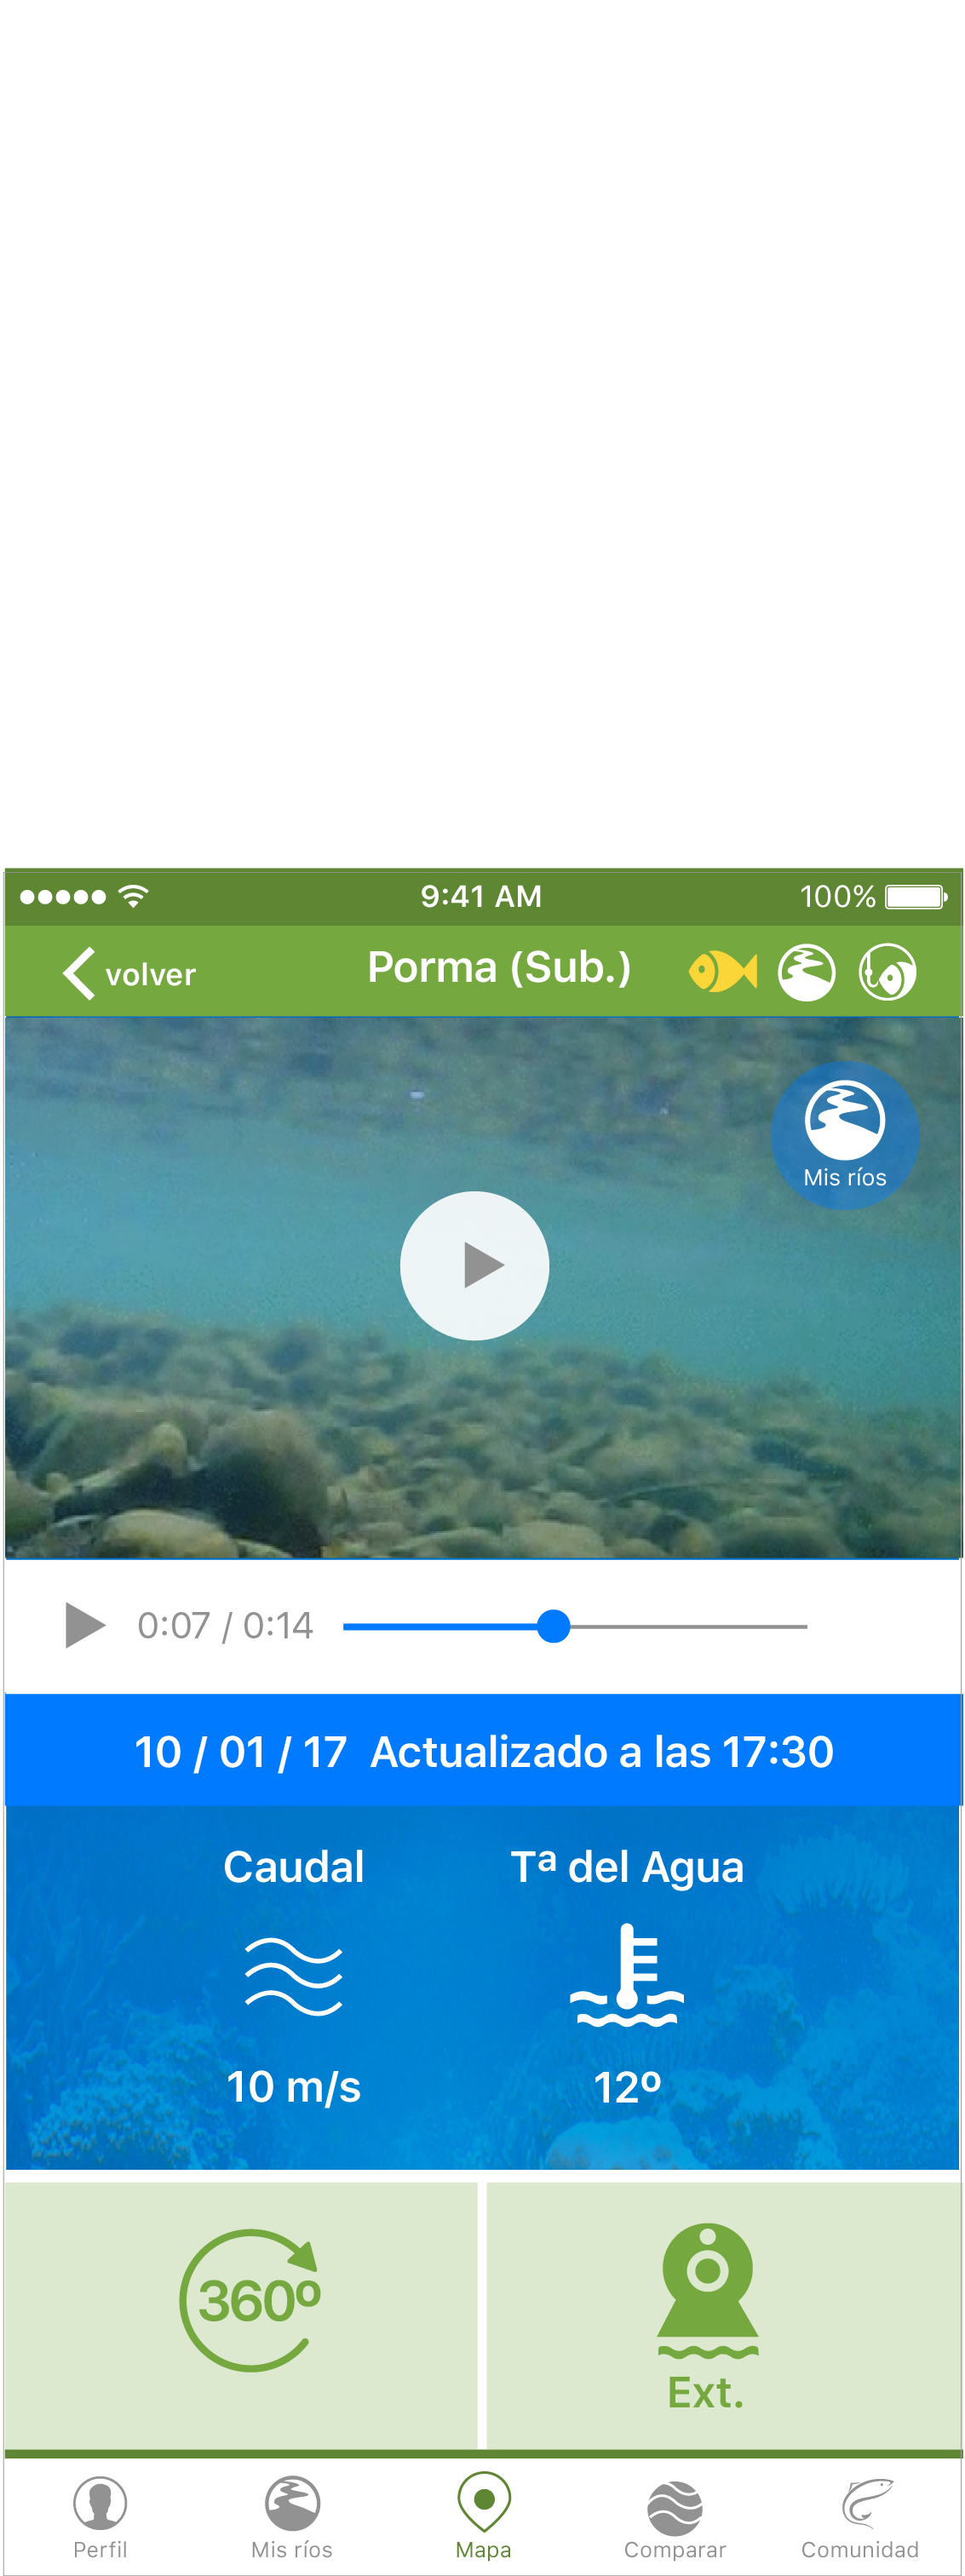 9:41 AM 100%
volver Porma (Sub.)
Mis ríos
0:07 / 0:14
10 / 01 / 17 Actualizado a las 17:30
Caudal Tª del Agua
10 m/s 12º
360º
Ext.
Perfil Mis ríos Mapa Comparar Comunidad